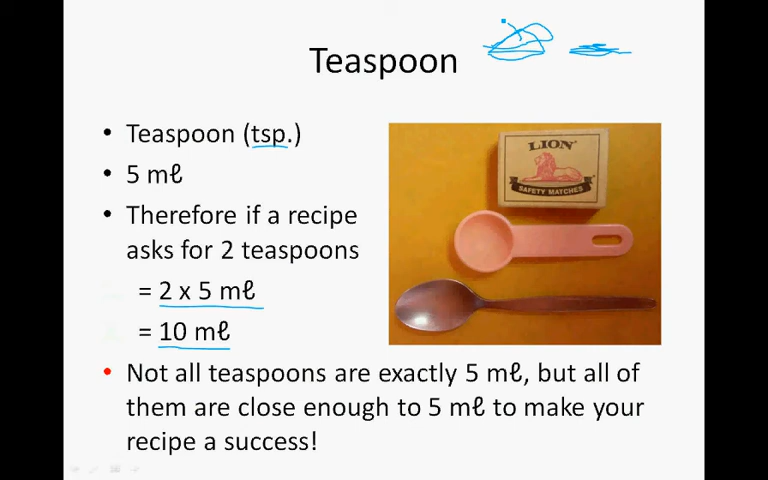 Teaspoon
• Teaspoon (tsp.)
• 5 mℓ
• Therefore if a recipe
asks for 2 teaspoons
= 2 x 5 mℓ
= 10 mℓ
LION
SAFETY MATCHES
• Not all teaspoons are exactly 5 mℓ, but all of
them are close enough to 5 mℓ to make your
recipe a success!